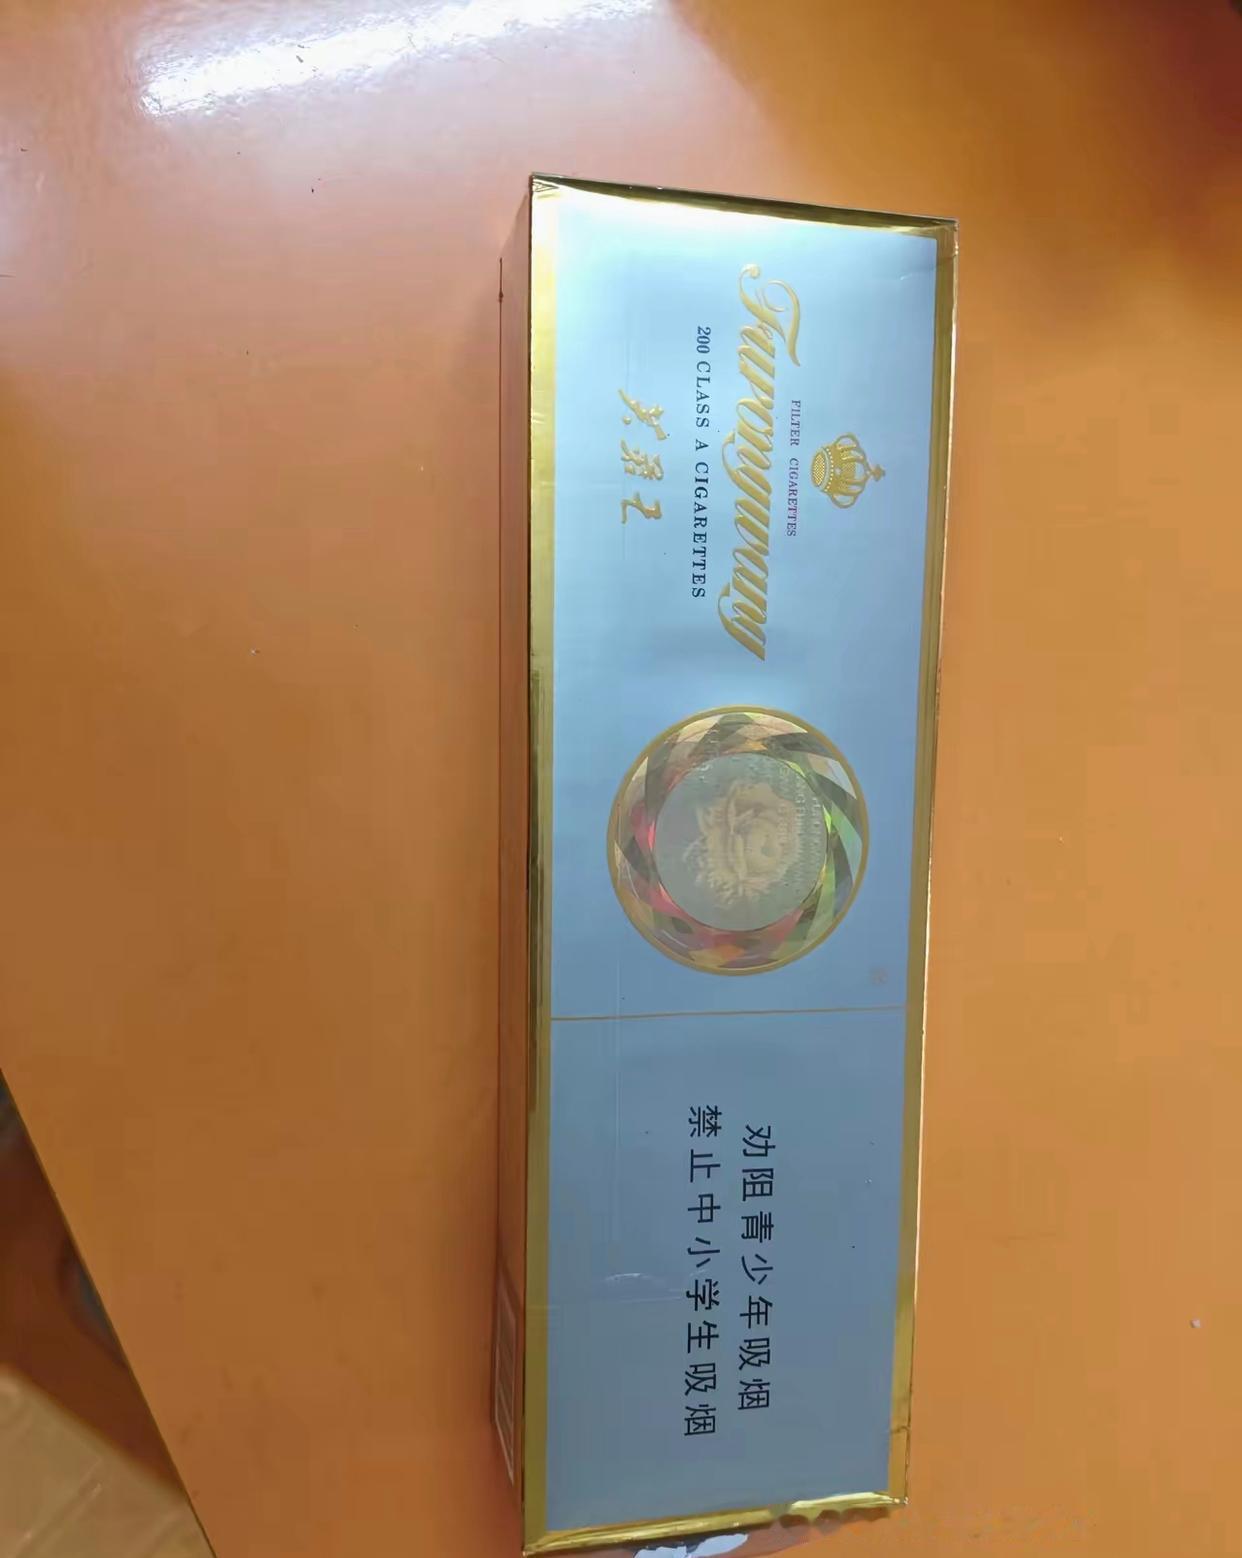 FILTER CIGARETTES
Furongwang
200 CLASS A CIGARETTES
芙蓉王
劝阻青少年吸烟
禁止中小学生吸烟